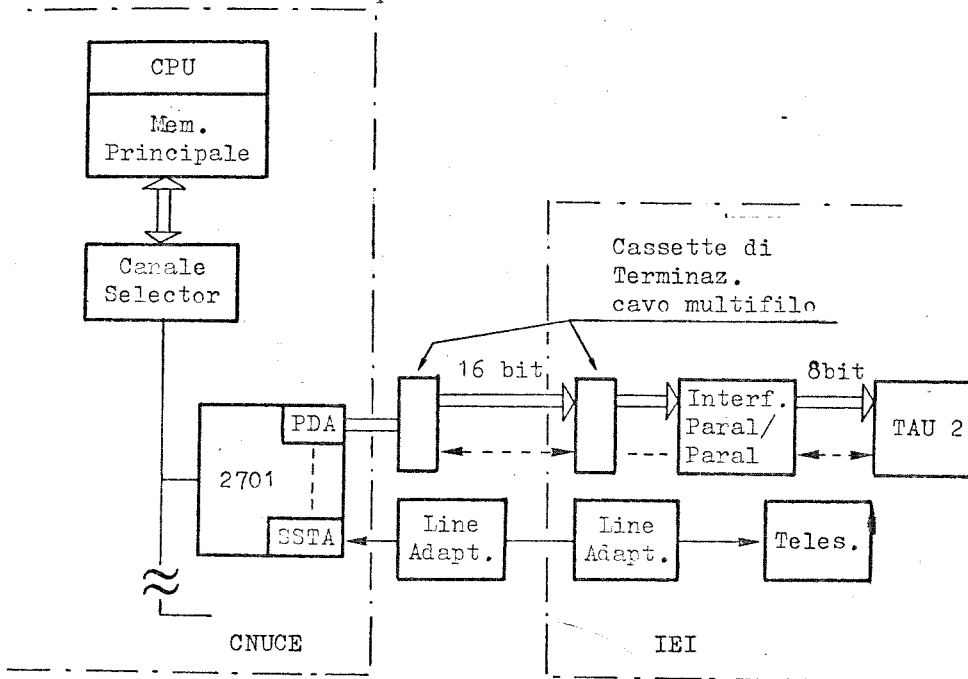 CPU
Mem.
Principale
Canale
Selector
Cassette di
Terminaz.
cavo multifilo
16 bit
8bit
PDA
2701
SSTA
Interf.
Paral/
Paral
TAU 2
Line
Adapt.
Line
Adapt.
Teles.
CNUCE
IEI